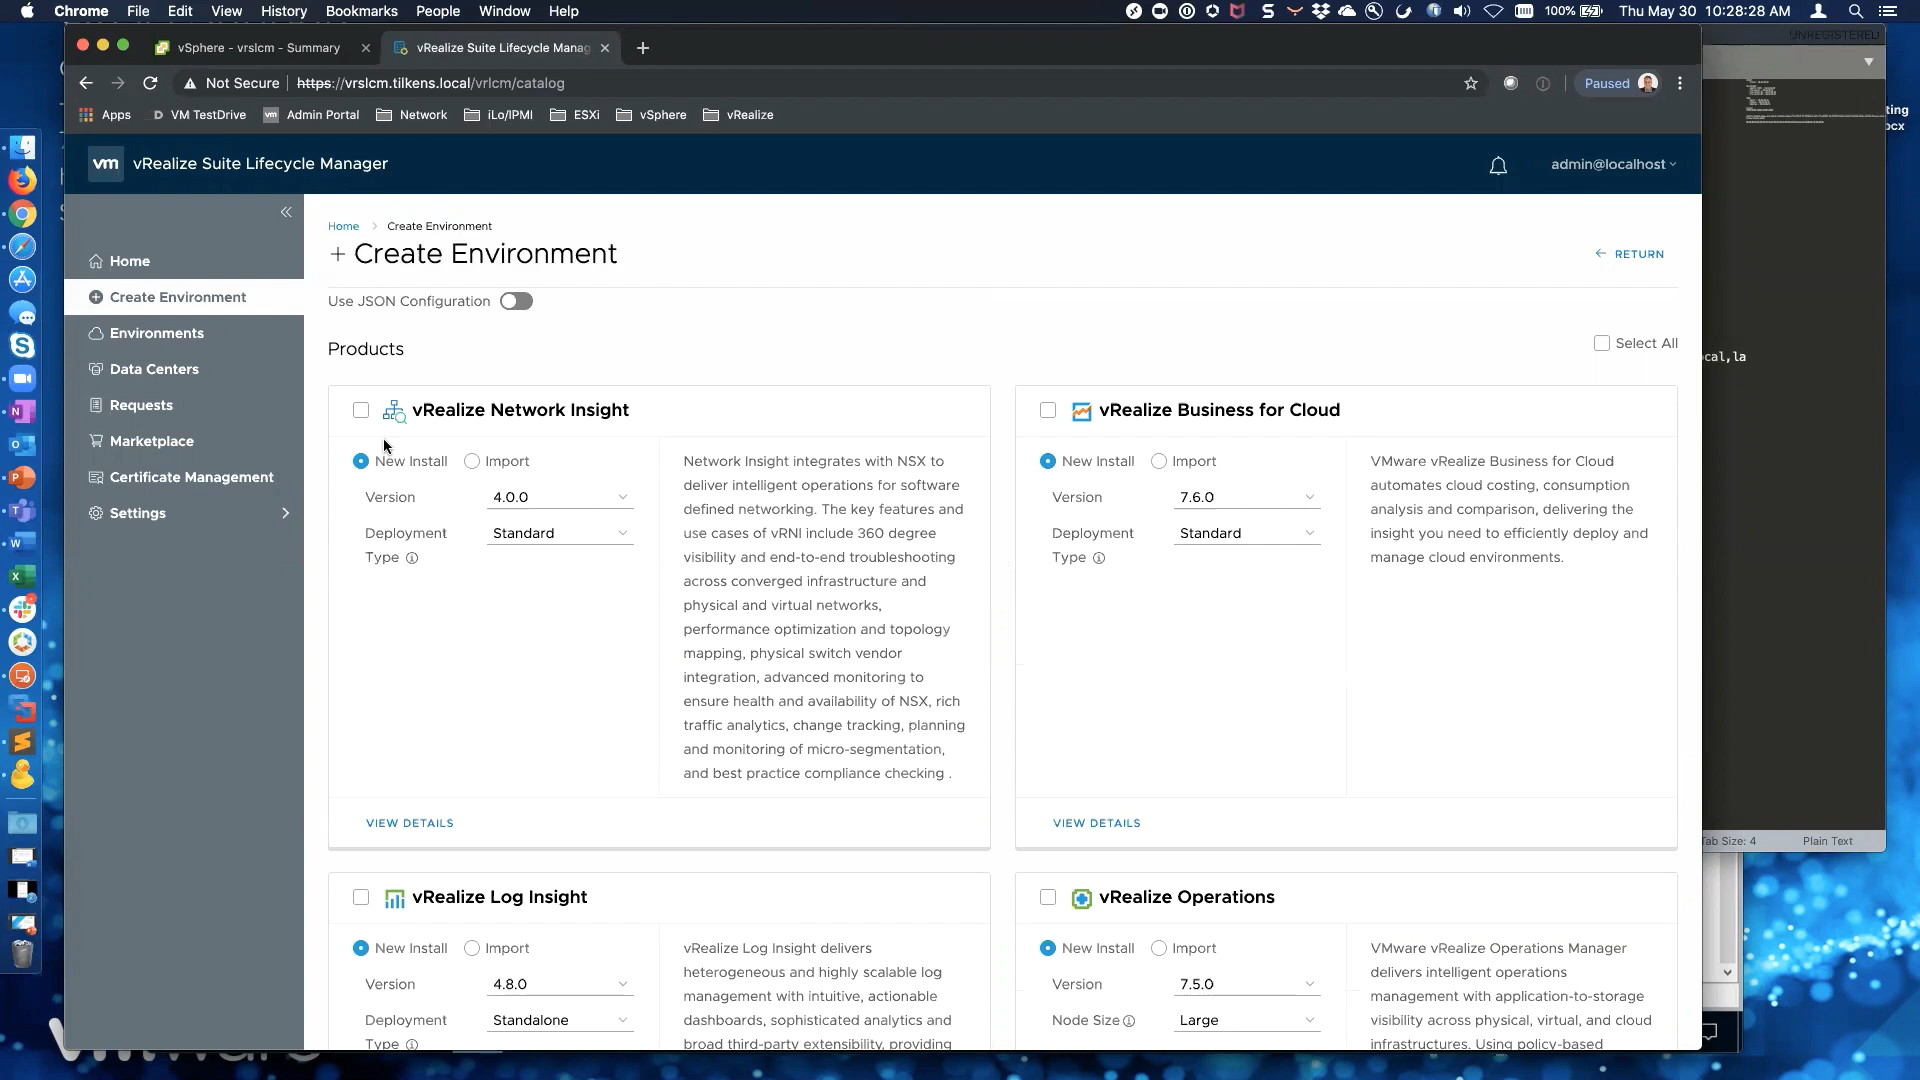 Chrome File Edit View History Bookmarks People Window Help
100% Thu May 30 10:28:28 AM
UNREGISTERED
vSphere - vrslcm - Summary
vRealize Suite Lifecycle Manag
Not Secure https://vrslcm.tilkens.local/vrlcm/catalog
Paused
Apps VM TestDrive Admin Portal Network iLo/IPMI ESXi vSphere vRealize
vm vRealize Suite Lifecycle Manager
admin@localhost
Home
Create Environment
Environments
Data Centers
Requests
Marketplace
Certificate Management
Settings
Home > Create Environment
+ Create Environment
RETURN
Use JSON Configuration
Products
Select All
vRealize Network Insight
New Install Import
Version 4.0.0
Deployment Type Standard
Network Insight integrates with NSX to
deliver intelligent operations for software
defined networking. The key features and
use cases of vRNI include 360 degree
visibility and end-to-end troubleshooting
across converged infrastructure and
physical and virtual networks,
performance optimization and topology
mapping, physical switch vendor
integration, advanced monitoring to
ensure health and availability of NSX, rich
traffic analytics, change tracking, planning
and monitoring of micro-segmentation,
and best practice compliance checking .
VIEW DETAILS
vRealize Business for Cloud
New Install Import
Version 7.6.0
Deployment Type Standard
VMware vRealize Business for Cloud
automates cloud costing, consumption
analysis and comparison, delivering the
insight you need to efficiently deploy and
manage cloud environments.
VIEW DETAILS
vRealize Log Insight
New Install Import
Version 4.8.0
Deployment Type Standalone
vRealize Log Insight delivers
heterogeneous and highly scalable log
management with intuitive, actionable
dashboards, sophisticated analytics and
broad third-party extensibility, providing
vRealize Operations
New Install Import
Version 7.5.0
Node Size Large
VMware vRealize Operations Manager
delivers intelligent operations
management with application-to-storage
visibility across physical, virtual, and cloud
infrastructures. Using policy-based
ting
ocx
cal,la
Tab Size: 4 Plain Text